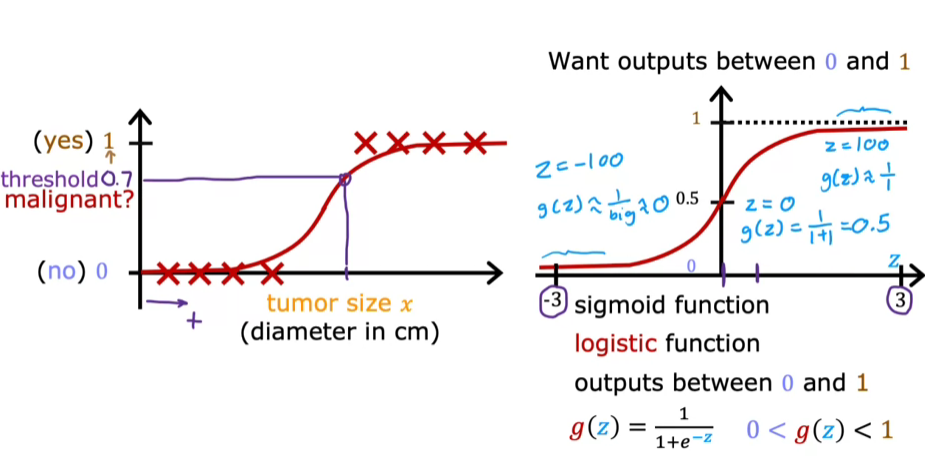 (yes) 1
threshold 0.7
malignant?
(no) 0
+
tumor size x
(diameter in cm)
Want outputs between 0 and 1
1
z=100
g(z)≈1/1
z=-100
g(z)≈1/big≈0
0.5
z=0
g(z)=1/1+1=0.5
0
z
-3
3
sigmoid function
logistic function
outputs between 0 and 1
g(z) = 1/1+e^-z 0 < g(z) < 1